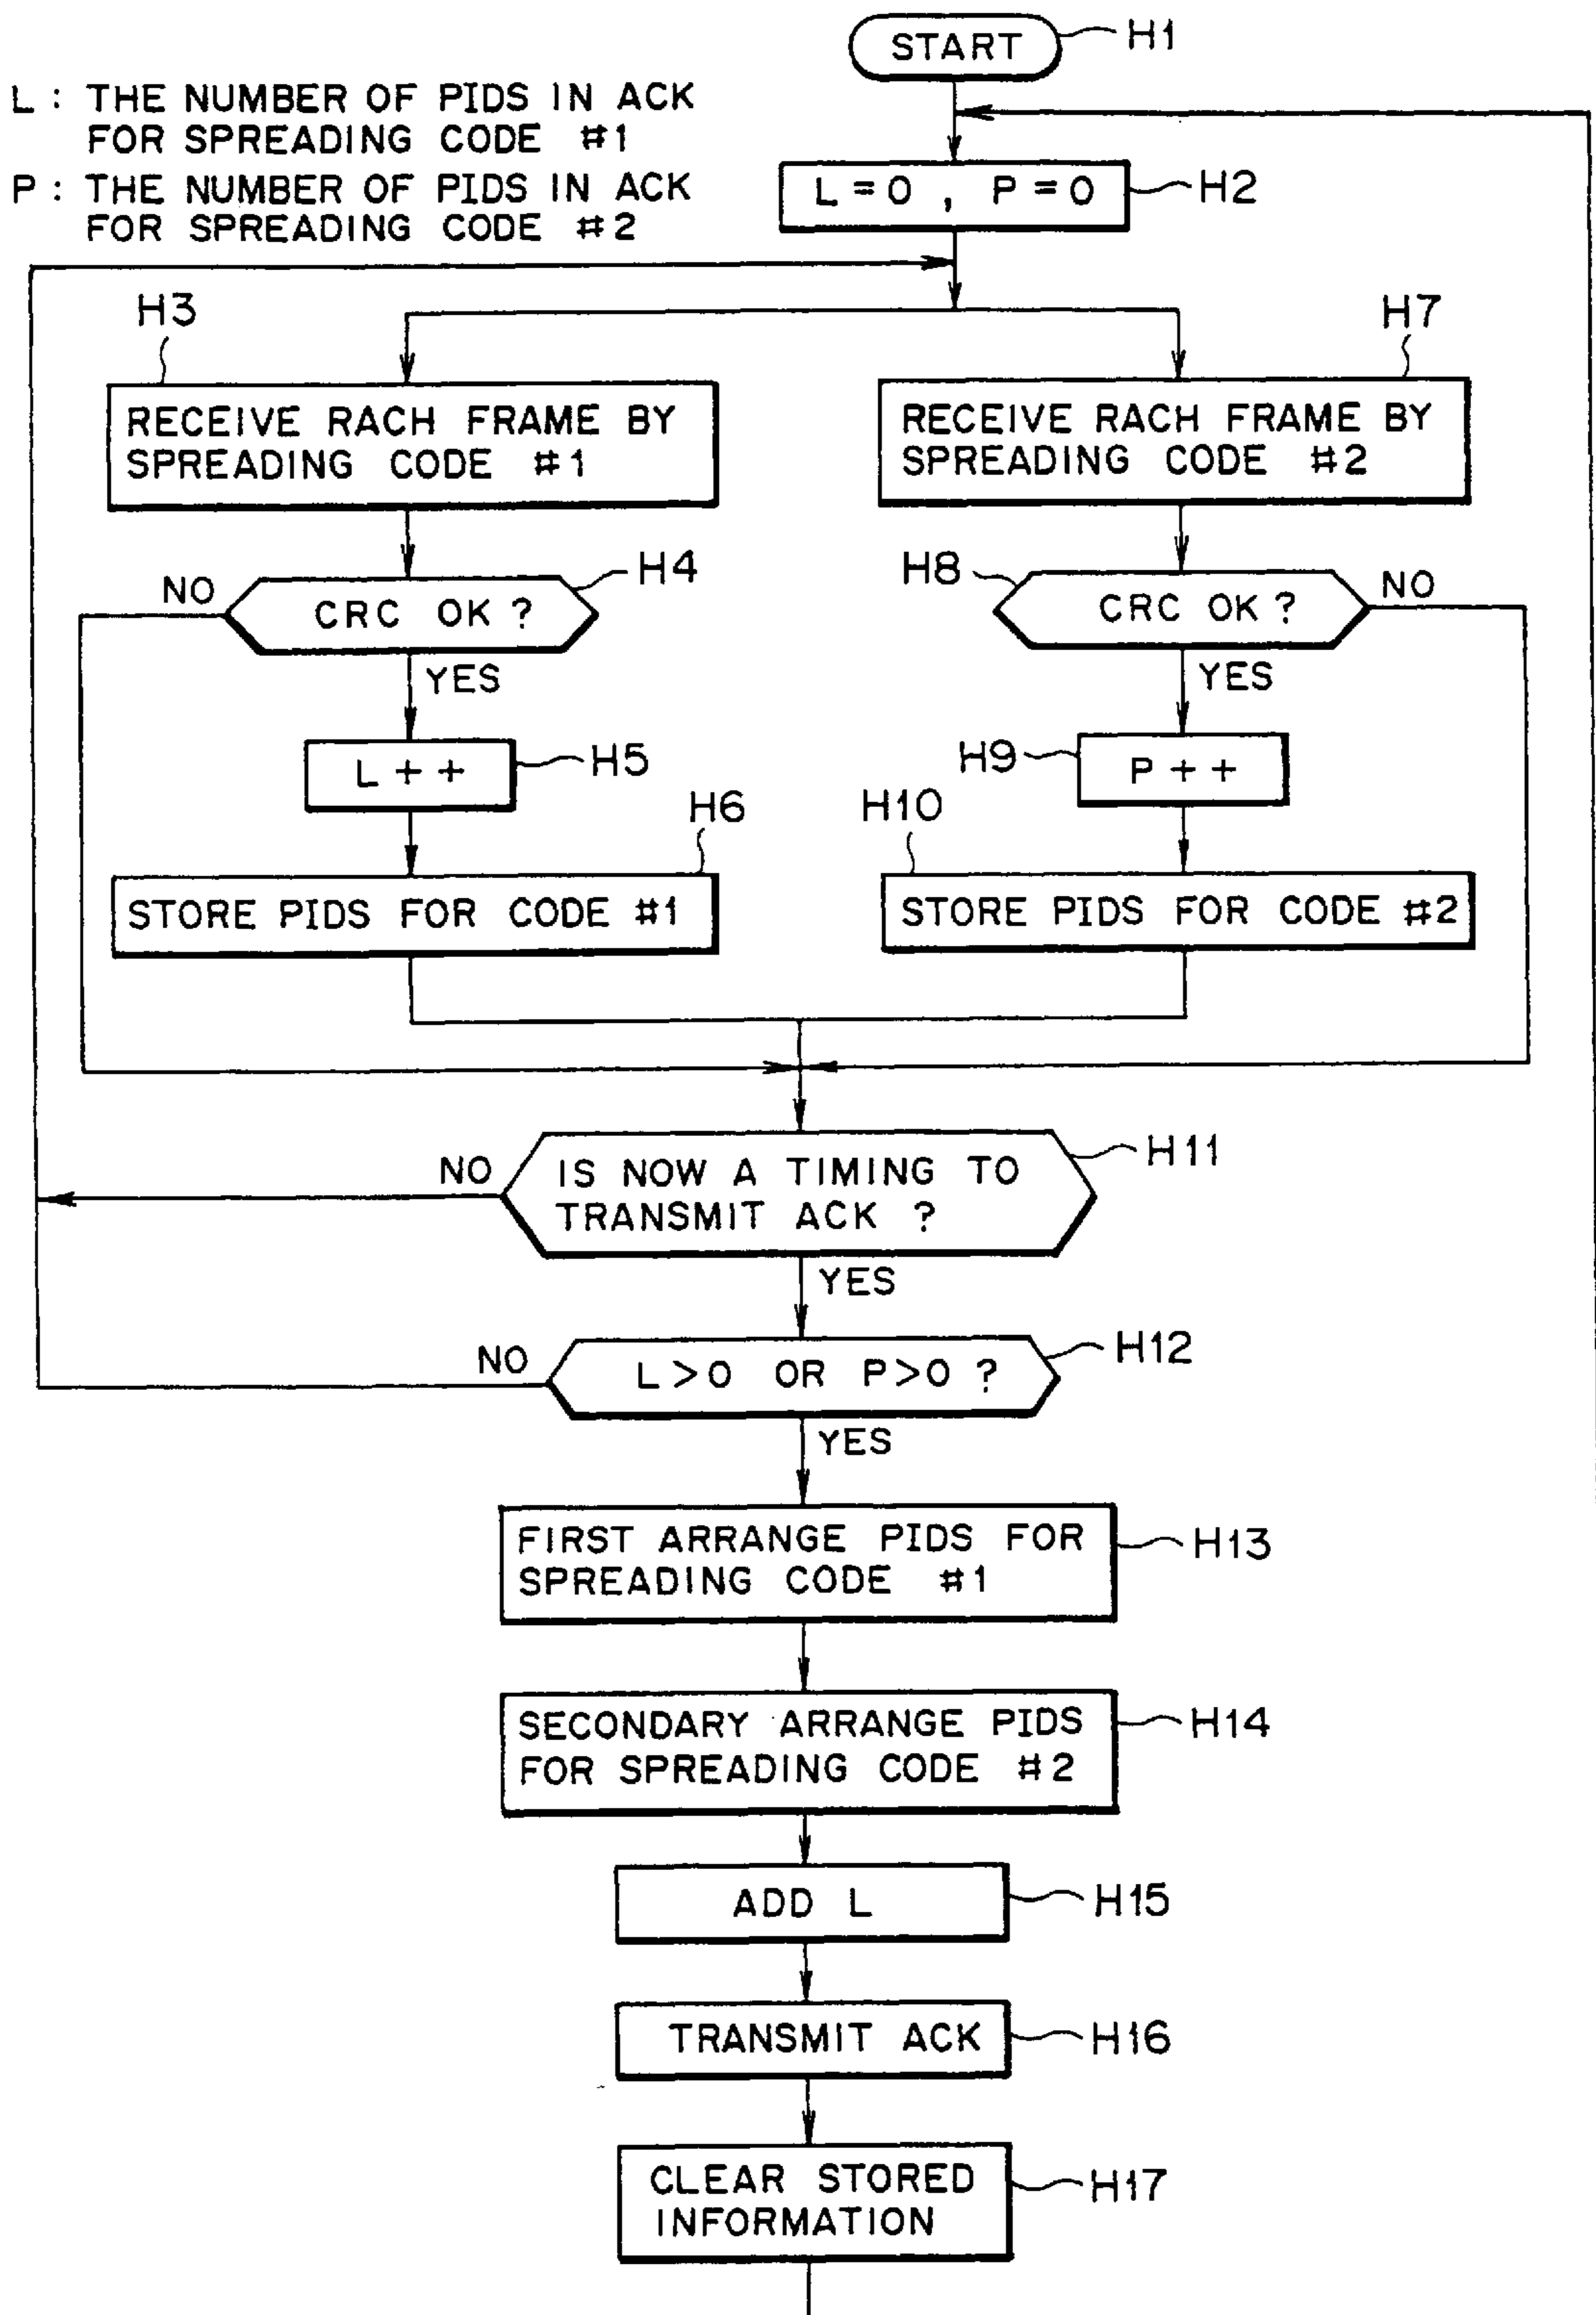 START
H1
L : THE NUMBER OF PIDS IN ACK
FOR SPREADING CODE #1
P : THE NUMBER OF PIDS IN ACK
FOR SPREADING CODE #2
L = 0 , P = 0
H2
H3
H7
RECEIVE RACH FRAME BY
SPREADING CODE #1
RECEIVE RACH FRAME BY
SPREADING CODE #2
NO
CRC OK ?
H4
H8
CRC OK ?
NO
YES
YES
L + +
H5
H9
P + +
H6
H10
STORE PIDS FOR CODE #1
STORE PIDS FOR CODE #2
NO
IS NOW A TIMING TO
TRANSMIT ACK ?
H11
YES
NO
L > 0 OR P > 0 ?
H12
YES
FIRST ARRANGE PIDS FOR
SPREADING CODE #1
H13
SECONDARY ARRANGE PIDS
FOR SPREADING CODE #2
H14
ADD L
H15
TRANSMIT ACK
H16
CLEAR STORED
INFORMATION
H17